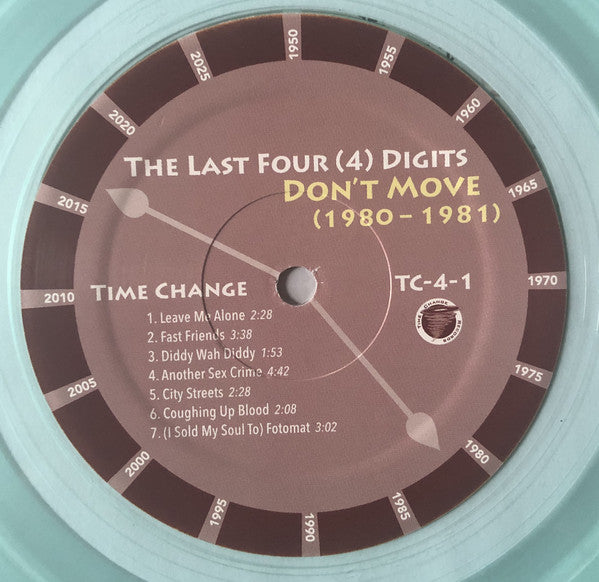 1950
1955
1960
1965
1970
1975
1980
1985
1990
1995
2000
2005
2010
2015
2020
2025
THE LAST FOUR (4) DIGITS
DON'T MOVE
(1980 – 1981)
TIME CHANGE
TC-4-1
TIME CHANGE
RECORDS
1. Leave Me Alone 2:28
2. Fast Friends 3:38
3. Diddy Wah Diddy 1:53
4. Another Sex Crime 4:42
5. City Streets 2:28
6. Coughing Up Blood 2:08
7. (I Sold My Soul To) Fotomat 3:02